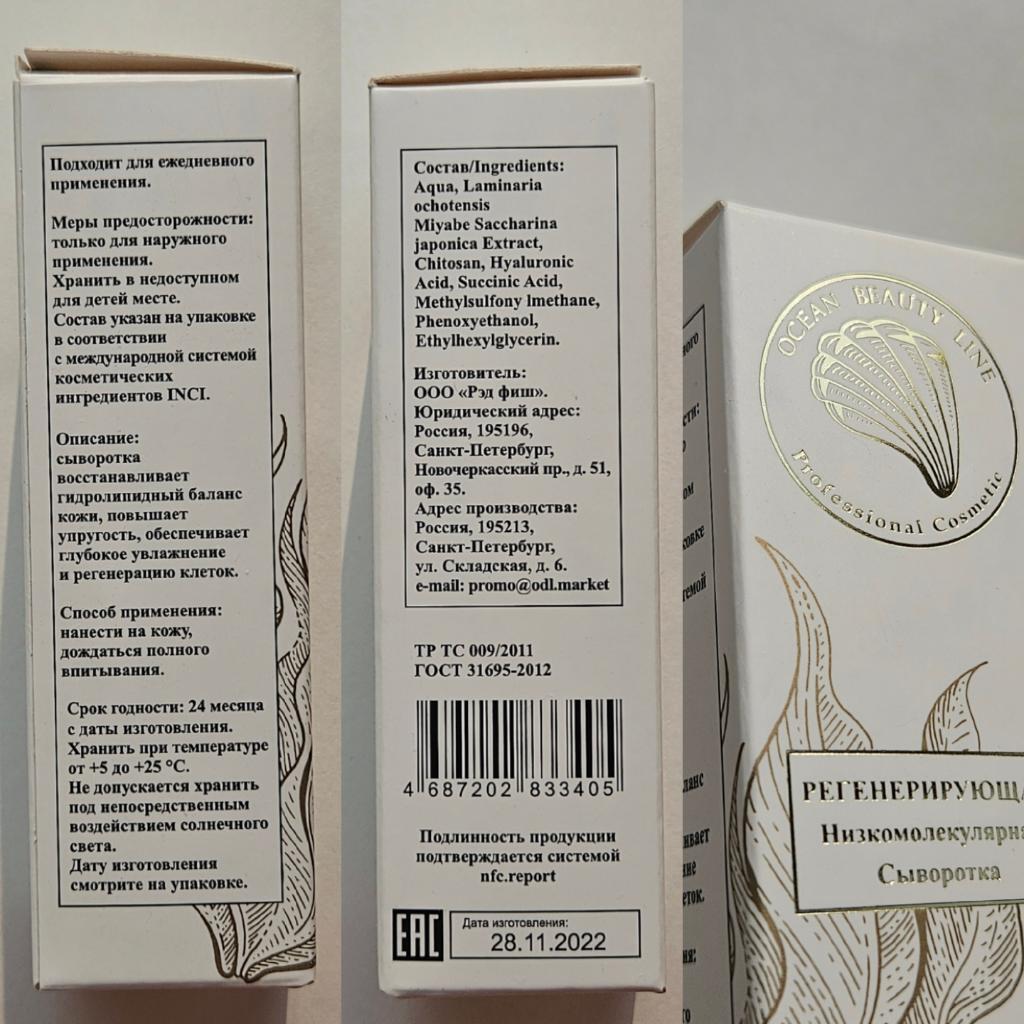 Подходит для ежедневного
применения.
Меры предосторожности:
только для наружного
применения.
Хранить в недоступном
для детей месте.
Состав указан на упаковке
в соответствии
с международной системой
косметических
ингредиентов INCI.
Описание:
сыворотка
восстанавливает
гидролипидный баланс
кожи, повышает
упругость, обеспечивает
глубокое увлажнение
и регенерацию клеток.
Способ применения:
нанести на кожу,
дождаться полного
впитывания.
Срок годности: 24 месяца
с даты изготовления.
Хранить при температуре
от +5 до +25 °C.
Не допускается хранить
под непосредственным
воздействием солнечного
света.
Дату изготовления
смотрите на упаковке.
Состав/Ingredients:
Aqua, Laminaria
ochotensis
Miyabe Saccharina
japonica Extract,
Chitosan, Hyaluronic
Acid, Succinic Acid,
Methylsulfony lmethane,
Phenoxyethanol,
Ethylhexylglycerin.
Изготовитель:
ООО «Рэд фиш».
Юридический адрес:
Россия, 195196,
Санкт-Петербург,
Новочеркасский пр., д. 51,
оф. 35.
Адрес производства:
Россия, 195213,
Санкт-Петербург,
ул. Складская, д. 6.
e-mail: promo@odl.market
ТР ТС 009/2011
ГОСТ 31695-2012
4 687202 833405
Подлинность продукции
подтверждается системой
nfc.report
EAC
Дата изготовления:
28.11.2022
OCEAN BEAUTY LINE
Professional Cosmetic
РЕГЕНЕРИРУЮЩА
Низкомолекулярна
Сыворотка